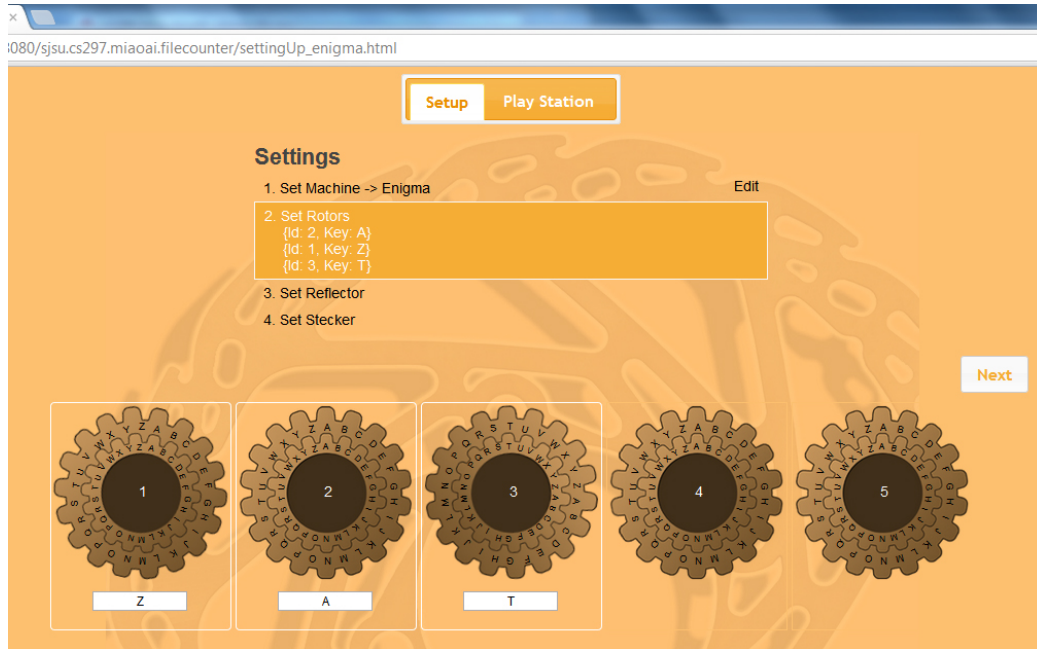 ×
8080/sjsu.cs297.miaoai.filecounter/settingUp_enigma.html
Setup Play Station
Settings
1. Set Machine -> Enigma Edit
2. Set Rotors
{Id: 2, Key: A}
{Id: 1, Key: Z}
{Id: 3, Key: T}
3. Set Reflector
4. Set Stecker
Next
1 2 3 4 5
Z A T